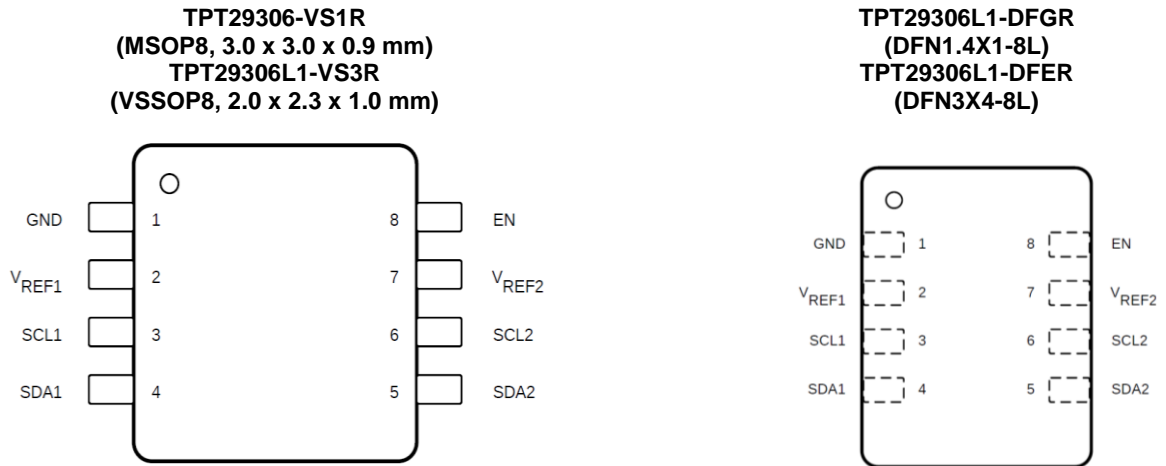 TPT29306-VS1R
(MSOP8, 3.0 x 3.0 x 0.9 mm)
TPT29306L1-VS3R
(VSSOP8, 2.0 x 2.3 x 1.0 mm)
GND 1 8 EN
VREF1 2 7 VREF2
SCL1 3 6 SCL2
SDA1 4 5 SDA2
TPT29306L1-DFGR
(DFN1.4X1-8L)
TPT29306L1-DFER
(DFN3X4-8L)
GND 1 8 EN
VREF1 2 7 VREF2
SCL1 3 6 SCL2
SDA1 4 5 SDA2